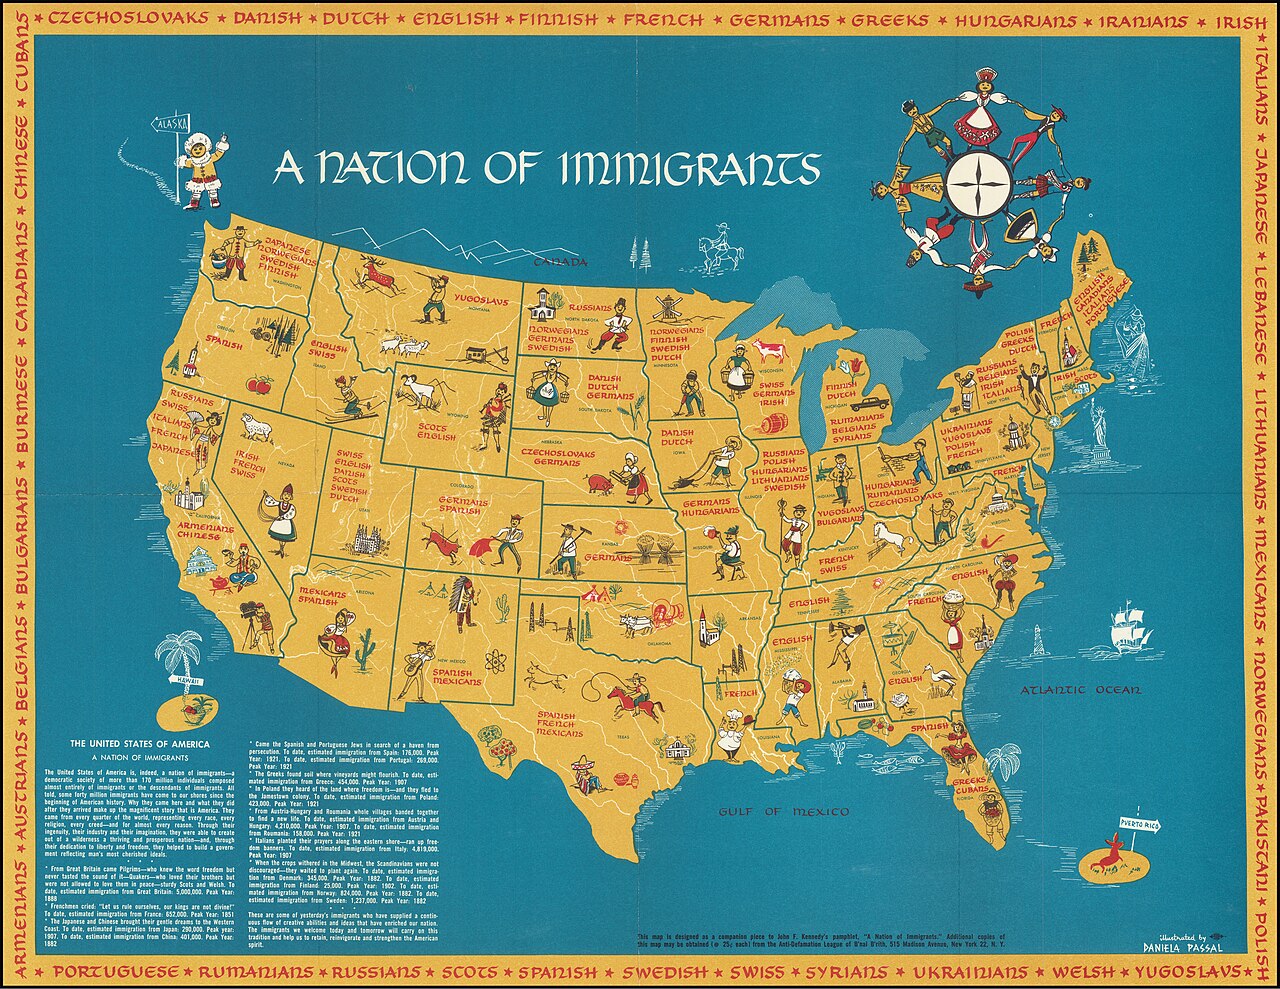 CZECHOSLOVAKS ★ DANISH ★ DUTCH ★ ENGLISH ★ FINNISH ★ FRENCH ★ GERMANS ★ GREEKS ★ HUNGARIANS ★ IRANIANS ★ IRISH
★ ITALIANS ★ JAPANESE ★ LEBANESE ★ LITHUANIANS ★ MEXICANS ★ NORWEGIANS ★ PAKISTANI ★ POLISH
ARMENIANS ★ AUSTRIANS ★ BELGIANS ★ BULGARIANS ★ BURMESE ★ CANADIANS ★ CHINESE ★ CUBANS
★ PORTUGUESE ★ RUMANIANS ★ RUSSIANS ★ SCOTS ★ SPANISH ★ SWEDISH ★ SWISS ★ SYRIANS ★ UKRAINIANS ★ WELSH ★ YUGOSLAVS ★
ALASKA
A NATION OF IMMIGRANTS
CANADA
JAPANESE
NORWEGIANS
SWEDISH
FINNISH
WASHINGTON
YUGOSLAVS
MONTANA
RUSSIANS
NORTH DAKOTA
NORWEGIANS
GERMANS
SWEDISH
NORWEGIANS
FINNISH
SWEDISH
DUTCH
MINNESOTA
WISCONSIN
SWISS
GERMANS
IRISH
FINNISH
DUTCH
MICHIGAN
RUMANIANS
BELGIANS
SYRIANS
MAINE
ENGLISH
CANADIANS
ITALIANS
PORTUGUESE
FRENCH
POLISH
GREEKS
DUTCH
RUSSIANS
BELGIANS
IRISH
ITALIANS
NEW YORK
IRISH
MASS.
SCOTS
CONN.
OREGON
SPANISH
ENGLISH
SWISS
IDAHO
WYOMING
SCOTS
ENGLISH
DANISH
DUTCH
GERMANS
SOUTH DAKOTA
NEBRASKA
CZECHOSLOVAKS
GERMANS
DANISH
DUTCH
IOWA
RUSSIANS
POLISH
HUNGARIANS
LITHUANIANS
SWEDISH
ILLINOIS
INDIANA
YUGOSLAVS
BULGARIANS
HUNGARIANS
RUMANIANS
CZECHOSLOVAKS
UKRAINIANS
YUGOSLAVS
POLISH
FRENCH
PENNSYLVANIA
NEW JERSEY
FRENCH
WEST VIRGINIA
VIRGINIA
RUSSIANS
SWISS
ITALIANS
FRENCH
JAPANESE
CALIFORNIA
ARMENIANS
CHINESE
IRISH
FRENCH
SWISS
NEVADA
SWISS
ENGLISH
DANISH
SCOTS
SWEDISH
DUTCH
UTAH
COLORADO
GERMANS
SPANISH
KANSAS
GERMANS
GERMANS
HUNGARIANS
MISSOURI
KENTUCKY
FRENCH
SWISS
ENGLISH
TENNESSEE
NORTH CAROLINA
ENGLISH
SOUTH CAROLINA
FRENCH
MEXICANS
SPANISH
ARIZONA
NEW MEXICO
SPANISH
MEXICANS
OKLAHOMA
ARKANSAS
FRENCH
ENGLISH
MISSISSIPPI
ALABAMA
GEORGIA
ENGLISH
SPANISH
FRENCH
MEXICANS
TEXAS
LOUISIANA
SPANISH
GREEKS
CUBANS
FLORIDA
HAWAII
ATLANTIC OCEAN
GULF OF MEXICO
PUERTO RICO
THE UNITED STATES OF AMERICA
A NATION OF IMMIGRANTS
The United States of America is, indeed, a nation of immigrants—a
democratic society of more than 170 million individuals composed
almost entirely of immigrants or the descendants of immigrants. All
told, some forty million immigrants have come to our shores since the
beginning of American history. Why they came here and what they did
after they arrived make up the magnificent story that is America. They
came from every quarter of the world, representing every race, every
religion, every creed—and for almost every reason. Through their
ingenuity, their industry and their imagination, they were able to create
out of a wilderness a thriving and prosperous nation—and, through
their dedication to liberty and freedom, they helped to build a govern-
ment reflecting man's most cherished ideals.
* * *
* From Great Britain came Pilgrims—who knew the word freedom but
never tasted the sound of it—Quakers—who loved their brothers but
were not allowed to love them in peace—sturdy Scots and Welsh. To
date, estimated immigration from Great Britain: 5,000,000. Peak Year:
1888
* Frenchmen cried: "Let us rule ourselves, our kings are not divine!"
To date, estimated immigration from France: 652,000. Peak Year: 1851
* The Japanese and Chinese brought their gentle dreams to the Western
Coast. To date, estimated immigration from Japan: 290,000. Peak year:
1907. To date, estimated immigration from China: 401,000. Peak year:
1882
* Came the Spanish and Portuguese Jews in search of a haven from
persecution. To date, estimated immigration from Spain: 176,000. Peak
Year: 1921. To date, estimated immigration from Portugal: 269,000.
Peak Year: 1921
* The Greeks found soil where vineyards might flourish. To date, esti-
mated immigration from Greece: 454,000. Peak Year: 1907
* In Poland they heard of the land where freedom is—and they fled to
the Jamestown colony. To date, estimated immigration from Poland:
423,000. Peak Year: 1921
* From Austria-Hungary and Roumania whole villages banded together
to find a new life. To date, estimated immigration from Austria and
Hungary: 4,210,000. Peak Year: 1907. To date, estimated immigration
from Roumania: 158,000. Peak Year: 1921
* Italians planted their prayers along the eastern shore—ran up free-
dom banners. To date, estimated immigration from Italy: 4,819,000.
Peak Year: 1907
* When the crops withered in the Midwest, the Scandinavians were not
discouraged—they waited to plant again. To date, estimated immigra-
tion from Denmark: 345,000. Peak Year: 1882. To date, estimated
immigration from Finland: 25,000. Peak Year: 1902. To date, esti-
mated immigration from Norway: 824,000. Peak Year: 1882. To date,
estimated immigration from Sweden: 1,237,000. Peak Year: 1882
* * *
These are some of yesterday's immigrants who have supplied a contin-
uous flow of creative abilities and ideas that have enriched our nation.
The immigrants we welcome today and tomorrow will carry on this
tradition and help us to retain, reinvigorate and strengthen the American
spirit.
This map is designed as a companion piece to John F. Kennedy's pamphlet, "A Nation of Immigrants." Additional copies of
this map may be obtained (@ 25¢ each) from the Anti-Defamation League of B'nai B'rith, 515 Madison Avenue, New York 22, N. Y.
illustrated by
DANIELA PASSAL